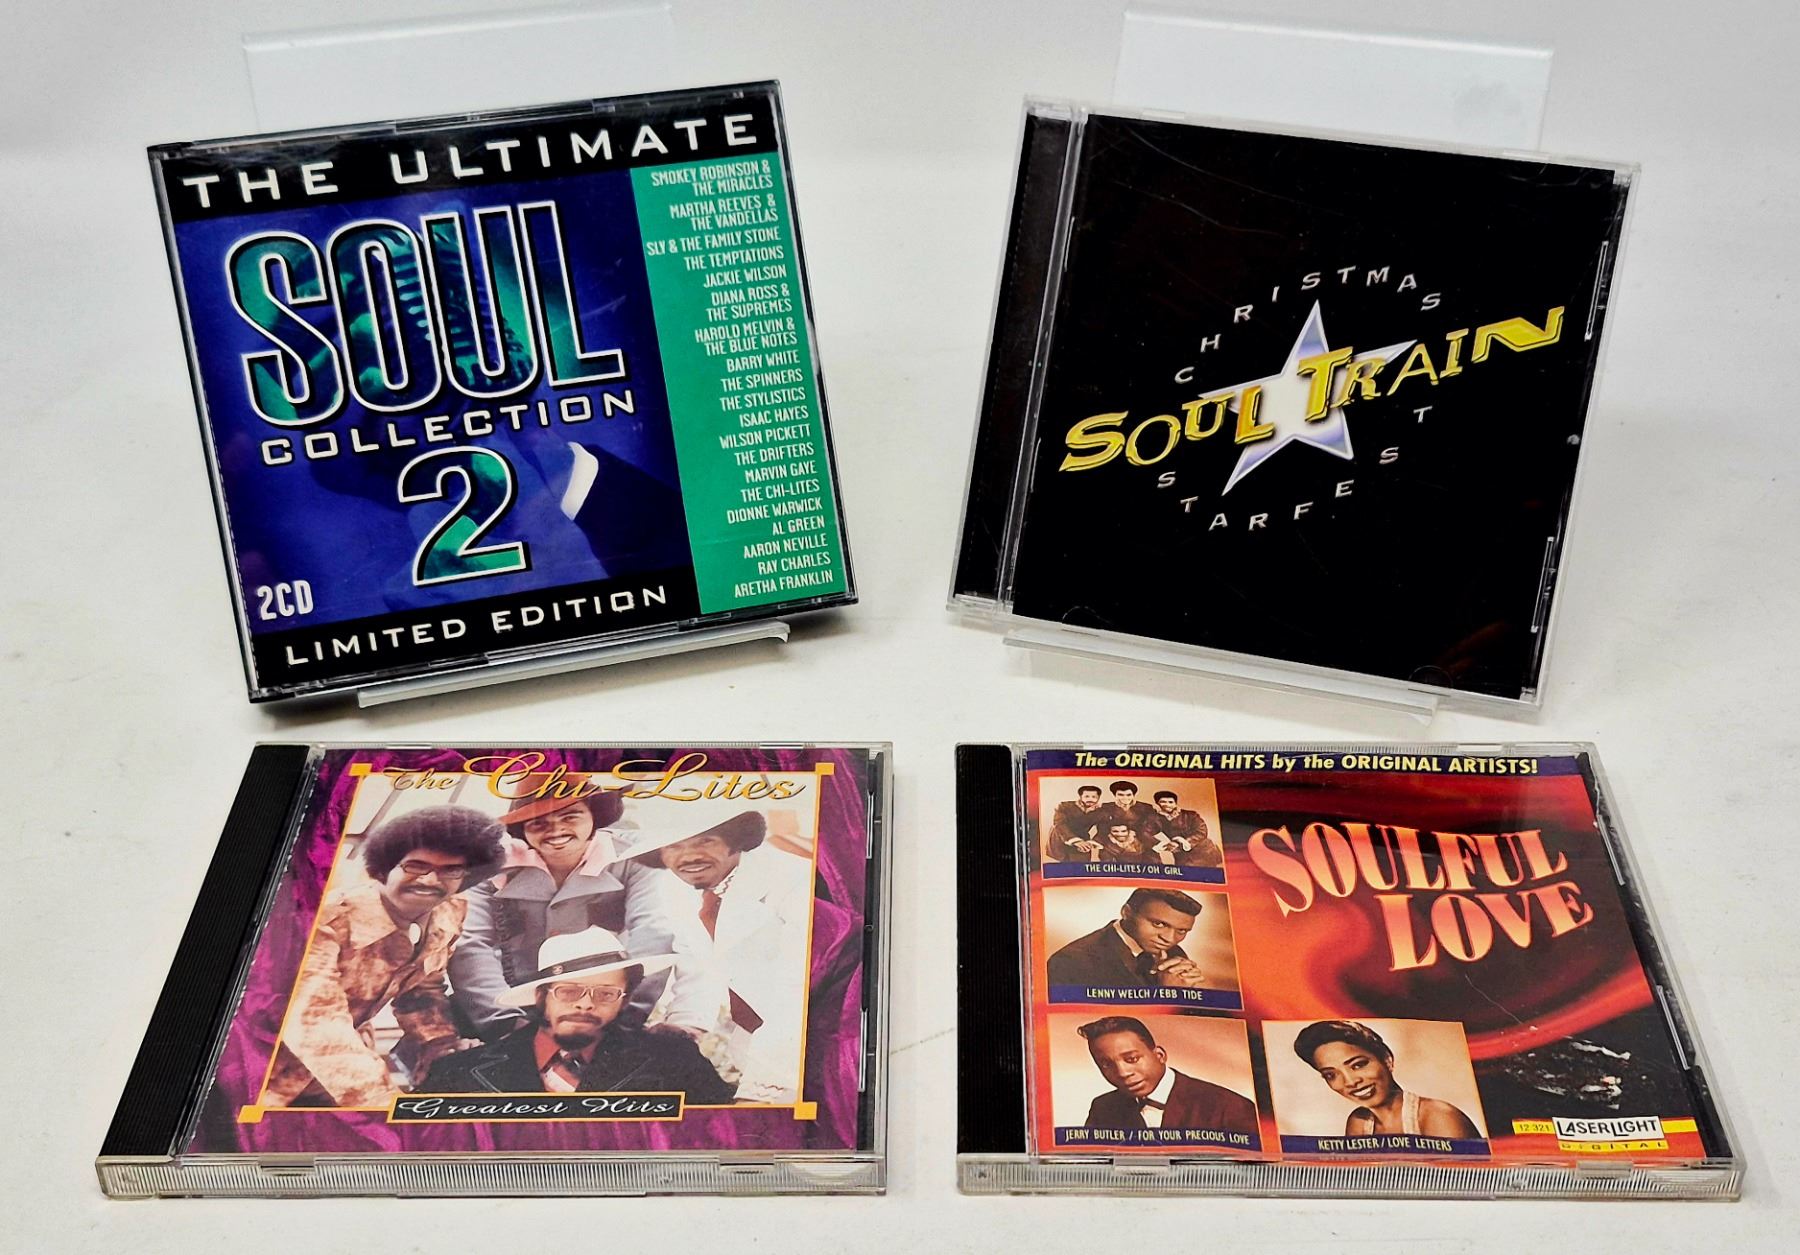 THE ULTIMATE
SOUL
COLLECTION
2
2CD
LIMITED EDITION
SMOKEY ROBINSON &
THE MIRACLES
MARTHA REEVES &
THE VANDELLAS
SLY & THE FAMILY STONE
THE TEMPTATIONS
JACKIE WILSON
DIANA ROSS &
THE SUPREMES
HAROLD MELVIN &
THE BLUE NOTES
BARRY WHITE
THE SPINNERS
THE STYLISTICS
ISAAC HAYES
WILSON PICKETT
THE DRIFTERS
MARVIN GAYE
THE CHI-LITES
DIONNE WARWICK
AL GREEN
AARON NEVILLE
RAY CHARLES
ARETHA FRANKLIN
CHRISTMAS
SOUL TRAIN
STARFEST
The Chi-Lites
Greatest Hits
The ORIGINAL HITS by the ORIGINAL ARTISTS!
SOULFUL
LOVE
THE CHI-LITES/OH GIRL
LENNY WELCH/EBB TIDE
JERRY BUTLER / FOR YOUR PRECIOUS LOVE
KETTY LESTER/LOVE LETTERS
12 321
LASERLIGHT
DIGITAL